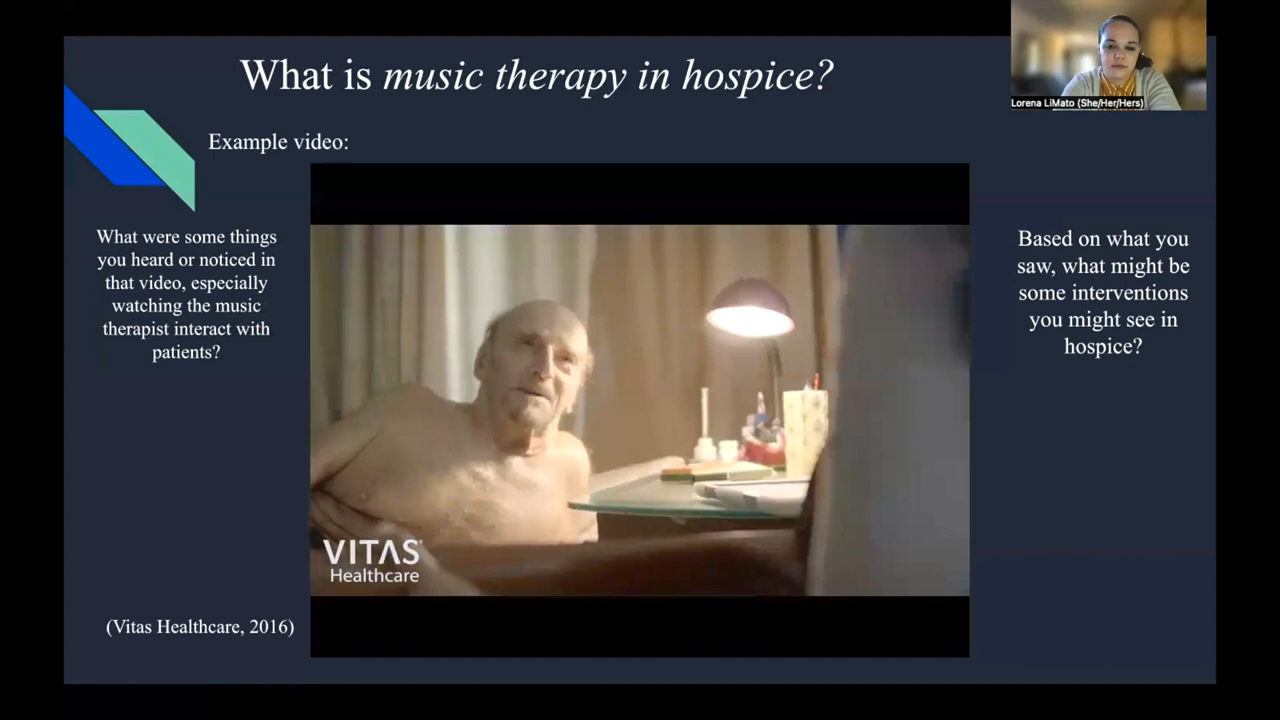 What is music therapy in hospice?
Lorena LiMato (She/Her/Hers)
Example video:
What were some things
you heard or noticed in
that video, especially
watching the music
therapist interact with
patients?
Based on what you
saw, what might be
some interventions
you might see in
hospice?
VITAS
Healthcare
(Vitas Healthcare, 2016)